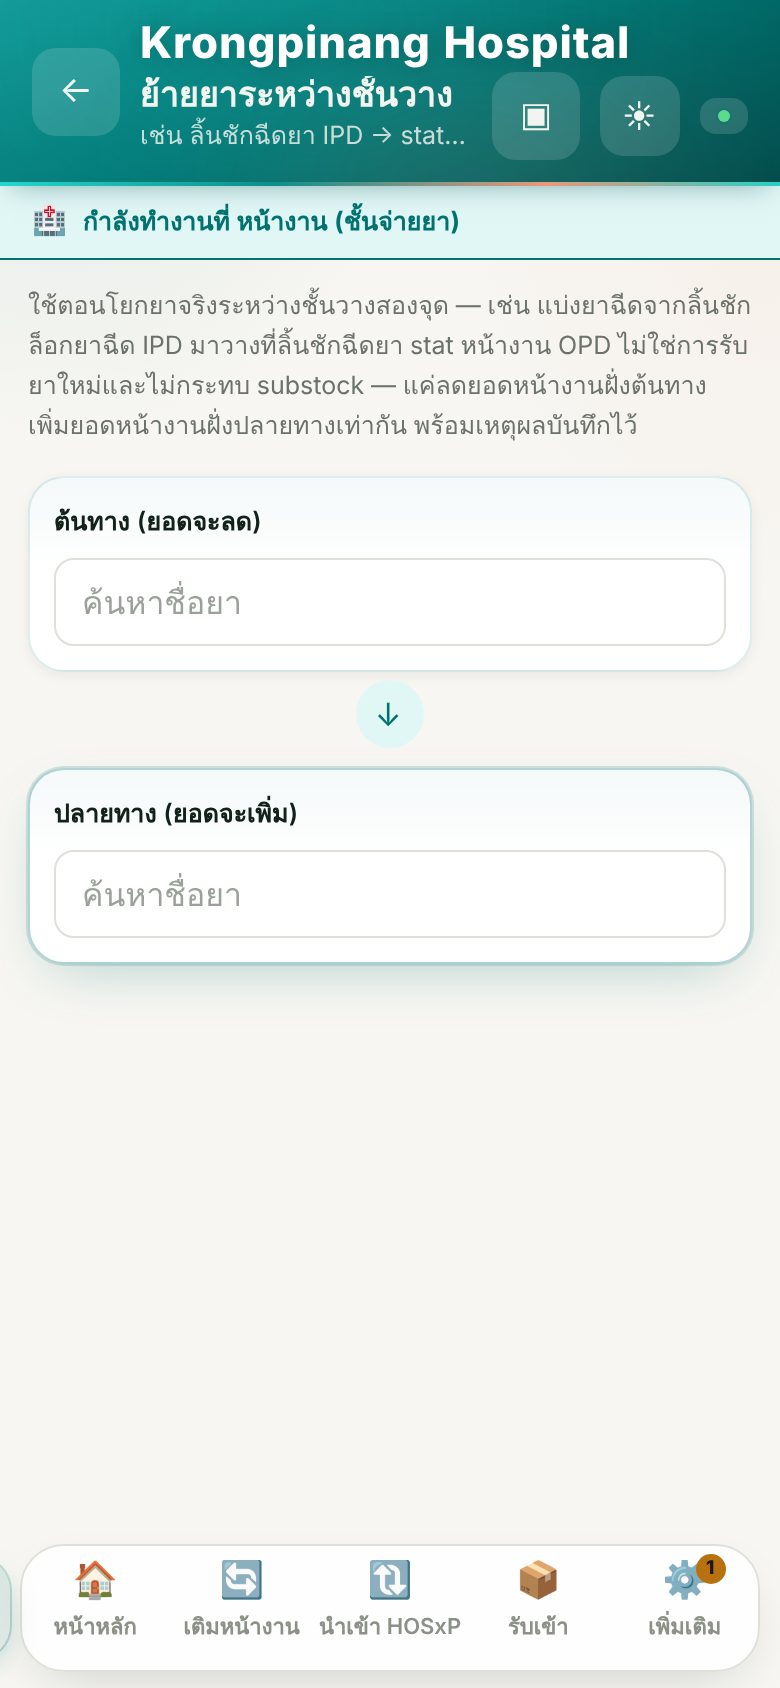 Krongpinang Hospital
ย้ายยาระหว่างชั้นวาง
เช่น ลิ้นชักฉีดยา IPD → stat...
กำลังทำงานที่ หน้างาน (ชั้นจ่ายยา)
ใช้ตอนโยกยาจริงระหว่างชั้นวางสองจุด — เช่น แบ่งยาฉีดจากลิ้นชัก
ล็อกยาฉีด IPD มาวางที่ลิ้นชักฉีดยา stat หน้างาน OPD ไม่ใช่การรับ
ยาใหม่และไม่กระทบ substock — แค่ลดยอดหน้างานฝั่งต้นทาง
เพิ่มยอดหน้างานฝั่งปลายทางเท่ากัน พร้อมเหตุผลบันทึกไว้
ต้นทาง (ยอดจะลด)
ค้นหาชื่อยา
↓
ปลายทาง (ยอดจะเพิ่ม)
ค้นหาชื่อยา
1
หน้าหลัก
เติมหน้างาน
นำเข้า HOSxP
รับเข้า
เพิ่มเติม